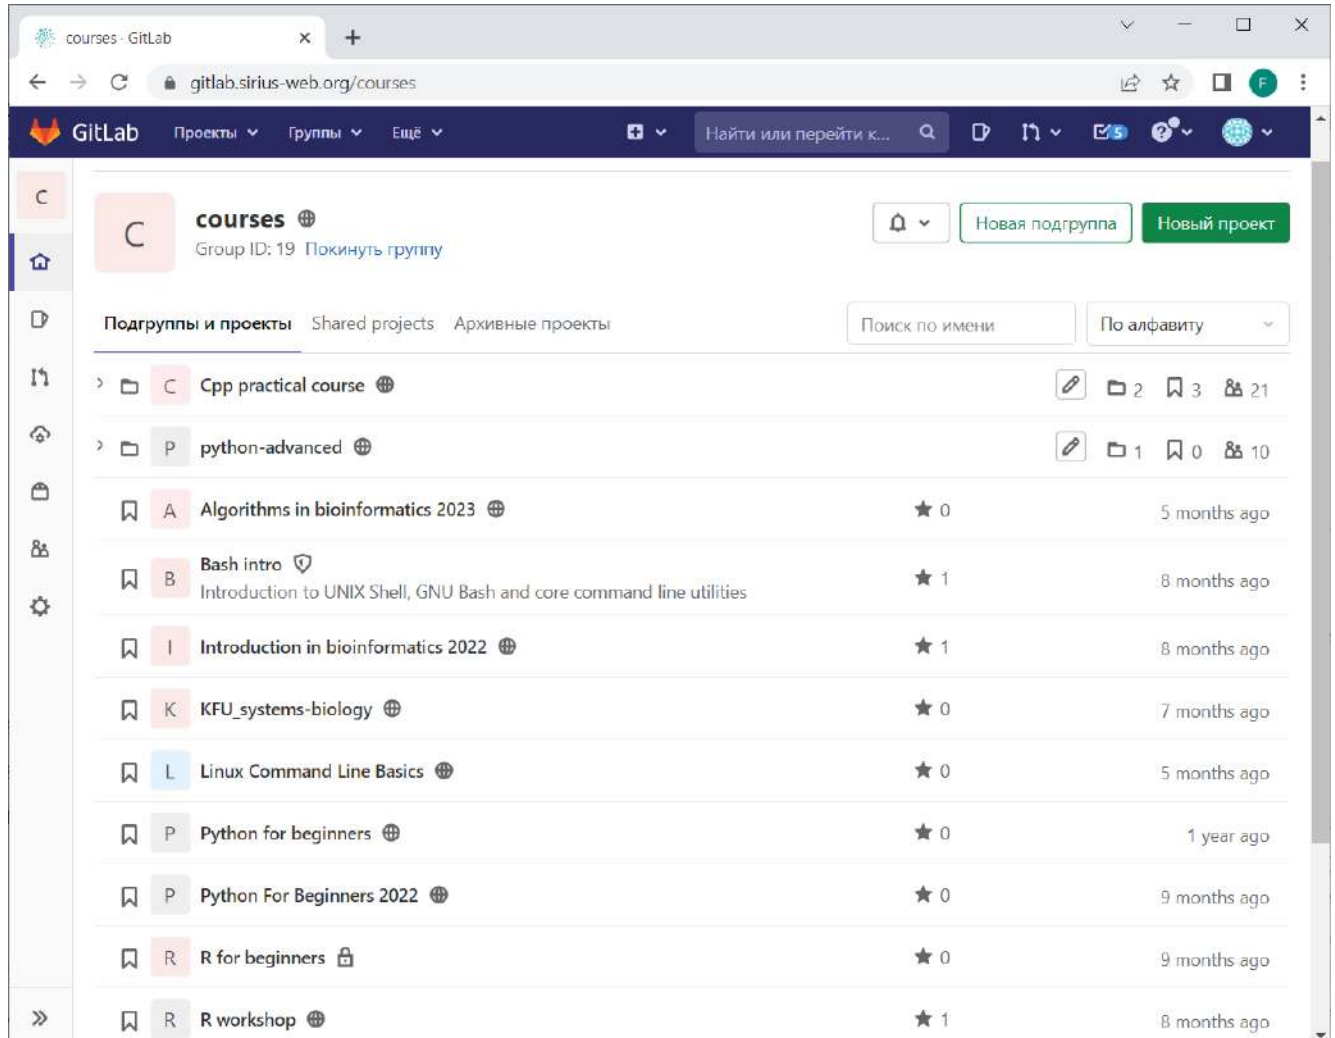 courses · GitLab
gitlab.sirius-web.org/courses
F
GitLab Проекты Группы Ещё Найти или перейти к... 5
C
C
courses
Group ID: 19 Покинуть группу
Новая подгруппа Новый проект
Подгруппы и проекты Shared projects Архивные проекты Поиск по имени По алфавиту
C Cpp practical course 2 3 21
P python-advanced 1 0 10
A Algorithms in bioinformatics 2023 0 5 months ago
B Bash intro 1 8 months ago
Introduction to UNIX Shell, GNU Bash and core command line utilities
I Introduction in bioinformatics 2022 1 8 months ago
K KFU_systems-biology 0 7 months ago
L Linux Command Line Basics 0 5 months ago
P Python for beginners 0 1 year ago
P Python For Beginners 2022 0 9 months ago
R R for beginners 0 9 months ago
R R workshop 1 8 months ago